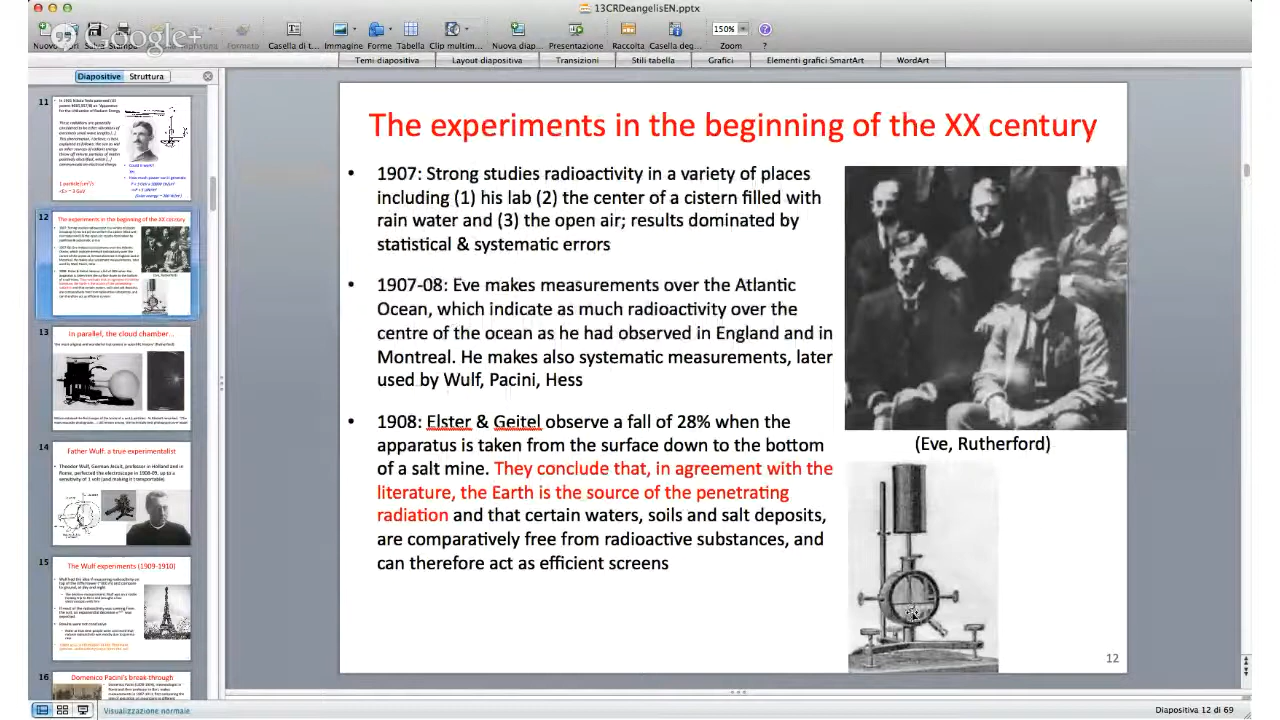 13CRDeangelisEN.pptx
Google+
Casella di t...
Immagine
Forme
Tabella
Clip multim...
Nuova diap...
Presentazione
Raccolta
Casella deg...
150%
Zoom
?
Temi diapositiva
Layout diapositiva
Transizioni
Stili tabella
Grafici
Elementi grafici SmartArt
WordArt
Diapositive
Struttura
11
12
The experiments in the beginning of the XX century
(Eve, Rutherford)
13
In parallel, the cloud chamber...
14
Father Wulf: a true experimentalist
Theodor Wulf, German Jesuit, professor in Holland and in
Rome, perfected the electroscope in 1908-09, up to a
sensitivity of 1 volt (and making it transportable)
15
The Wulf experiments (1909-1910)
16
Domenico Pacini's break-through
The experiments in the beginning of the XX century
• 1907: Strong studies radioactivity in a variety of places
including (1) his lab (2) the center of a cistern filled with
rain water and (3) the open air; results dominated by
statistical & systematic errors
• 1907-08: Eve makes measurements over the Atlantic
Ocean, which indicate as much radioactivity over the
centre of the ocean as he had observed in England and in
Montreal. He makes also systematic measurements, later
used by Wulf, Pacini, Hess
• 1908: Elster & Geitel observe a fall of 28% when the
apparatus is taken from the surface down to the bottom
of a salt mine. They conclude that, in agreement with the
literature, the Earth is the source of the penetrating
radiation and that certain waters, soils and salt deposits,
are comparatively free from radioactive substances, and
can therefore act as efficient screens
(Eve, Rutherford)
12
Visualizzazione normale
Diapositiva 12 di 69